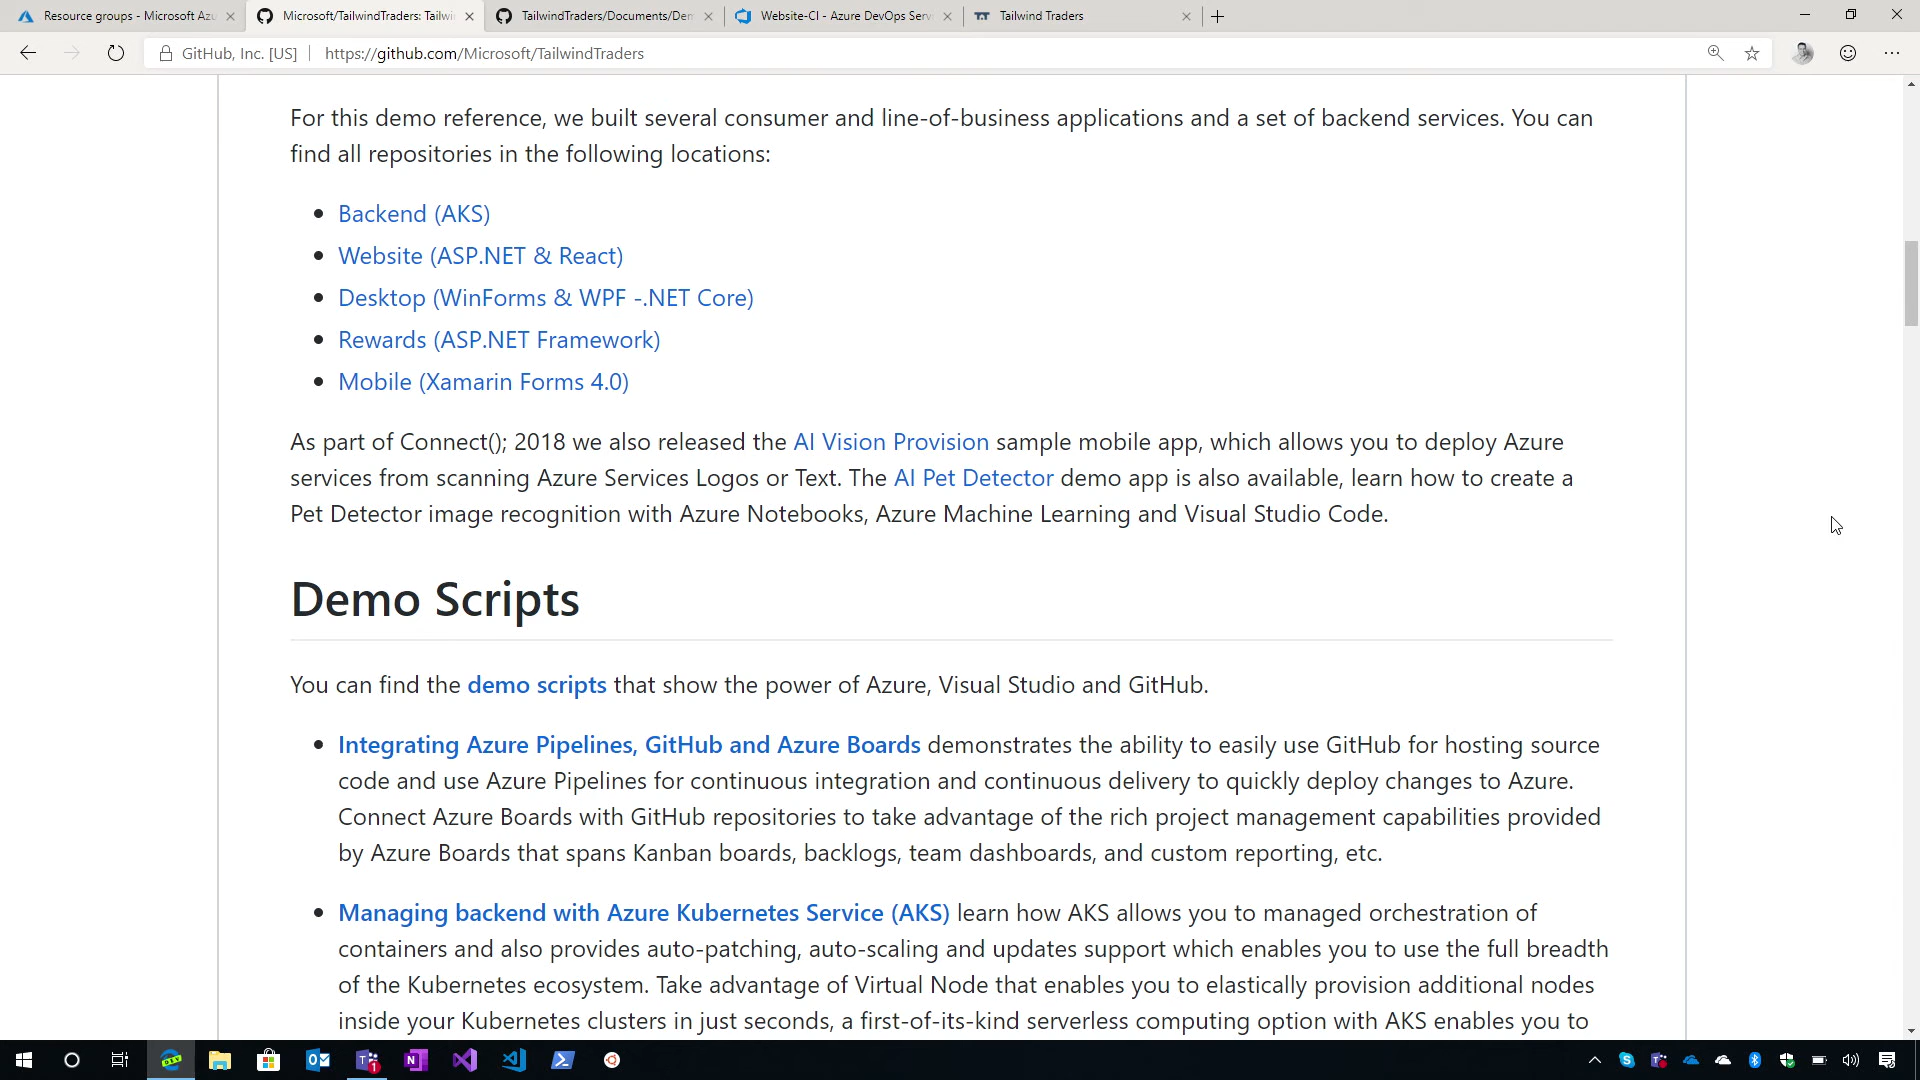 Resource groups - Microsoft Azu
Microsoft/TailwindTraders: Tailwi
TailwindTraders/Documents/Der
Website-CI - Azure DevOps Servi
Tailwind Traders
GitHub, Inc. [US]
https://github.com/Microsoft/TailwindTraders
For this demo reference, we built several consumer and line-of-business applications and a set of backend services. You can
find all repositories in the following locations:
Backend (AKS)
Website (ASP.NET & React)
Desktop (WinForms & WPF -.NET Core)
Rewards (ASP.NET Framework)
Mobile (Xamarin Forms 4.0)
As part of Connect(); 2018 we also released the AI Vision Provision sample mobile app, which allows you to deploy Azure
services from scanning Azure Services Logos or Text. The AI Pet Detector demo app is also available, learn how to create a
Pet Detector image recognition with Azure Notebooks, Azure Machine Learning and Visual Studio Code.
Demo Scripts
You can find the demo scripts that show the power of Azure, Visual Studio and GitHub.
Integrating Azure Pipelines, GitHub and Azure Boards demonstrates the ability to easily use GitHub for hosting source
code and use Azure Pipelines for continuous integration and continuous delivery to quickly deploy changes to Azure.
Connect Azure Boards with GitHub repositories to take advantage of the rich project management capabilities provided
by Azure Boards that spans Kanban boards, backlogs, team dashboards, and custom reporting, etc.
Managing backend with Azure Kubernetes Service (AKS) learn how AKS allows you to managed orchestration of
containers and also provides auto-patching, auto-scaling and updates support which enables you to use the full breadth
of the Kubernetes ecosystem. Take advantage of Virtual Node that enables you to elastically provision additional nodes
inside your Kubernetes clusters in just seconds, a first-of-its-kind serverless computing option with AKS enables you to